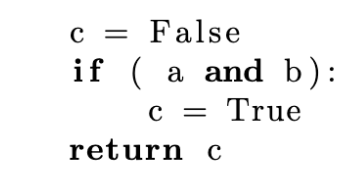 c = False
if ( a and b):
c = True
return c